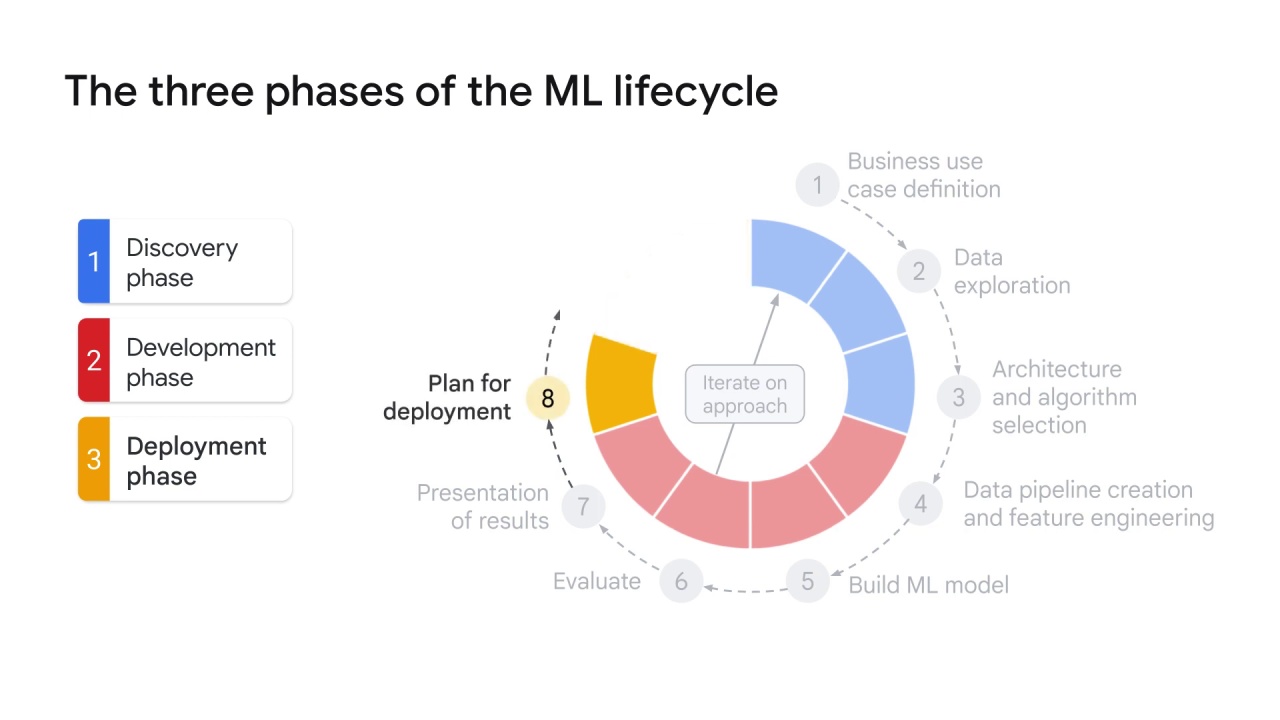 The three phases of the ML lifecycle
1
Discovery
phase
2
Development
phase
3
Deployment
phase
1
Business use
case definition
2
Data
exploration
3
Architecture
and algorithm
selection
4
Data pipeline creation
and feature engineering
5
Build ML model
6
Evaluate
7
Presentation
of results
8
Plan for
deployment
Iterate on
approach